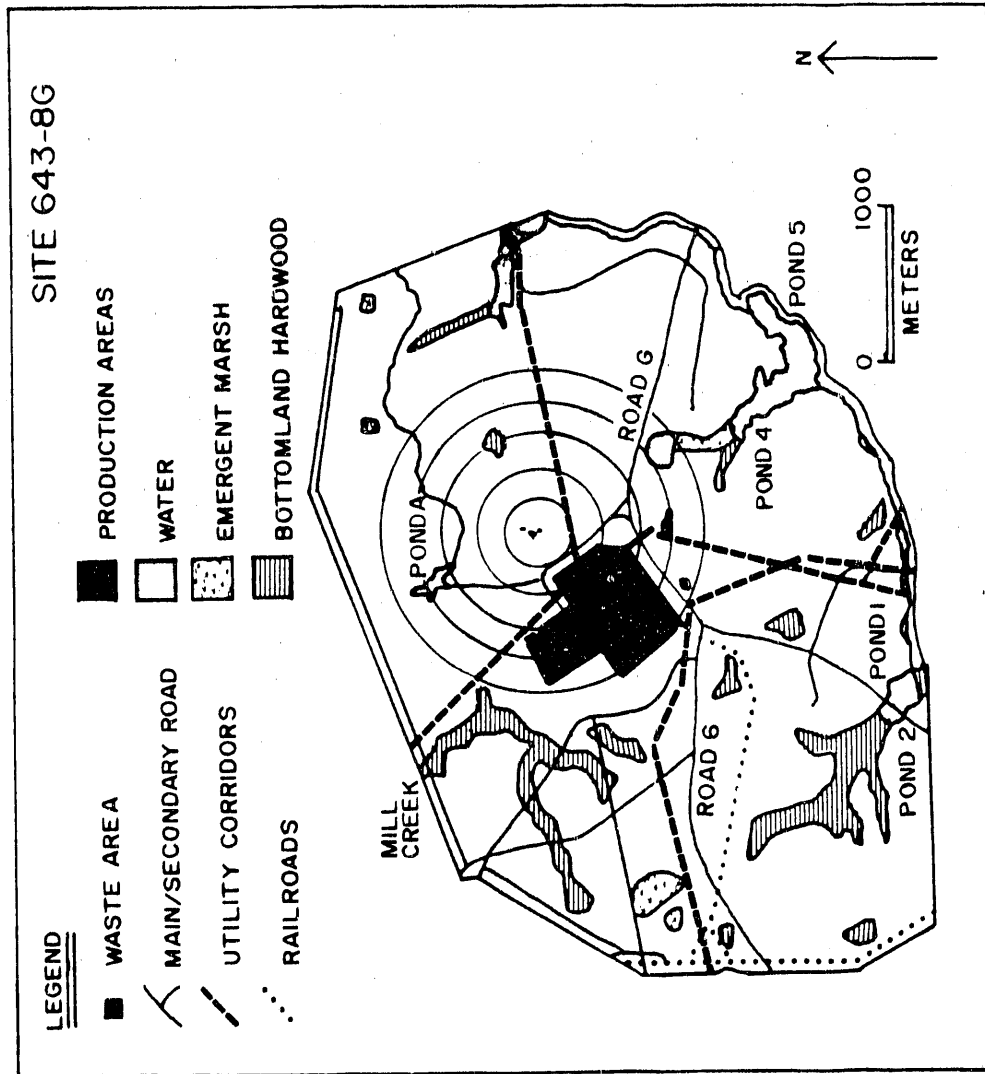 SITE 643-8G
LEGEND
WASTE AREA
MAIN/SECONDARY ROAD
UTILITY CORRIDORS
RAILROADS
PRODUCTION AREAS
WATER
EMERGENT MARSH
BOTTOMLAND HARDWOOD
MILL
CREEK
POND A
ROAD G
ROAD 6
POND 4
POND 5
POND 1
POND 2
N
0 1000
METERS